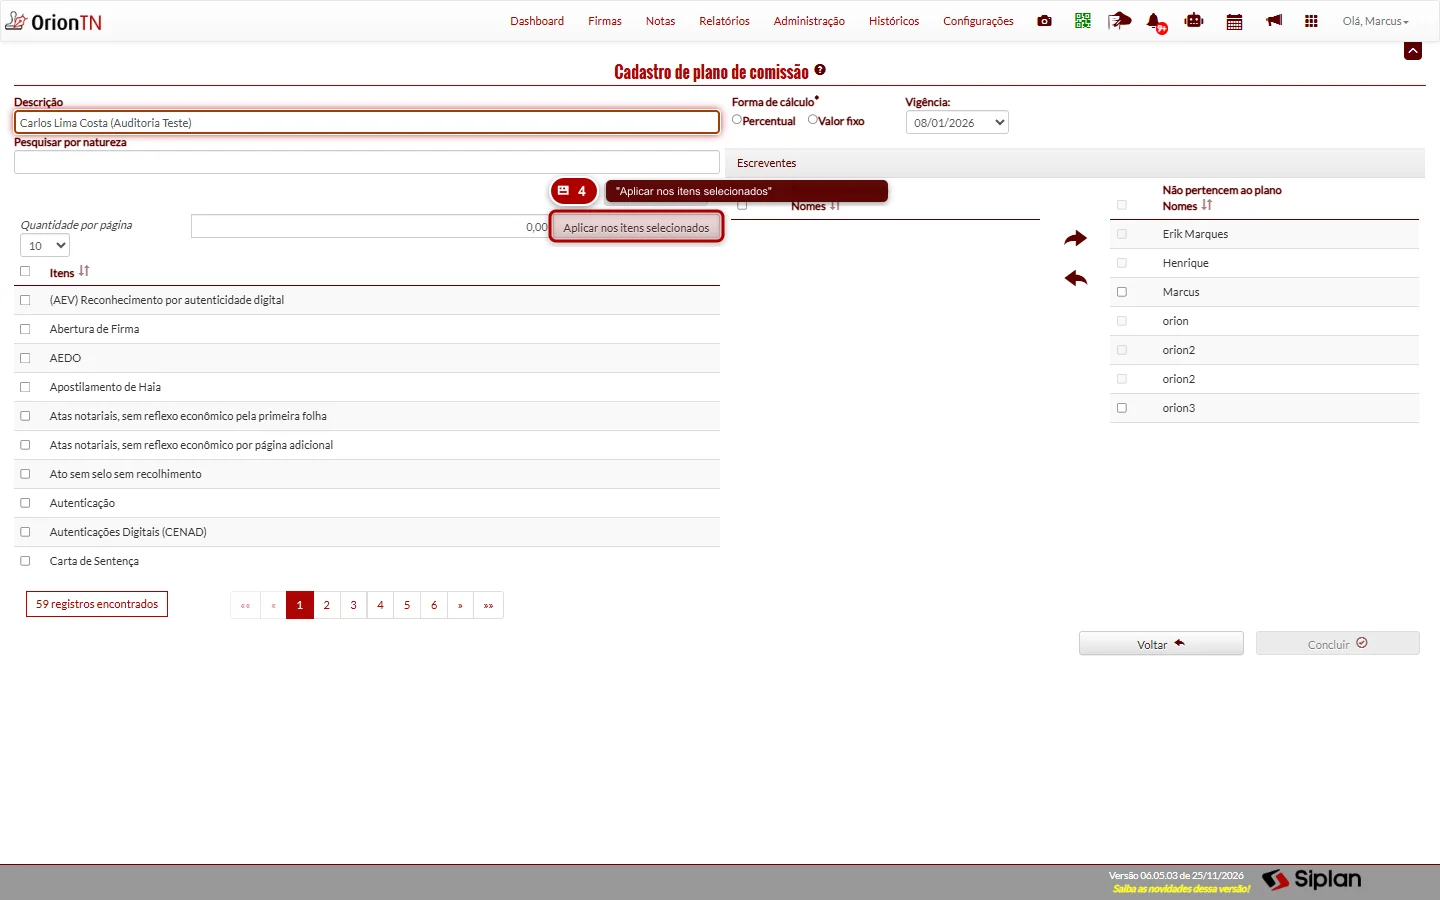 OrionTN
Dashboard
Firmas
Notas
Relatórios
Administração
Históricos
Configurações
9+
Olá, Marcus
Cadastro de plano de comissão
Descrição
Carlos Lima Costa (Auditoria Teste)
Forma de cálculo*
Percentual
Valor fixo
Vigência:
08/01/2026
Pesquisar por natureza
Escreventes
4
"Aplicar nos itens selecionados"
Nomes
Não pertencem ao plano
Nomes
Quantidade por página
10
0,00
Aplicar nos itens selecionados
Itens
(AEV) Reconhecimento por autenticidade digital
Abertura de Firma
AEDO
Apostilamento de Haia
Atas notariais, sem reflexo econômico pela primeira folha
Atas notariais, sem reflexo econômico por página adicional
Ato sem selo sem recolhimento
Autenticação
Autenticações Digitais (CENAD)
Carta de Sentença
Erik Marques
Henrique
Marcus
orion
orion2
orion2
orion3
59 registros encontrados
«« « 1 2 3 4 5 6 » »»
Voltar
Concluir
Versão 06.05.03 de 25/11/2026
Saiba as novidades dessa versão!
Siplan